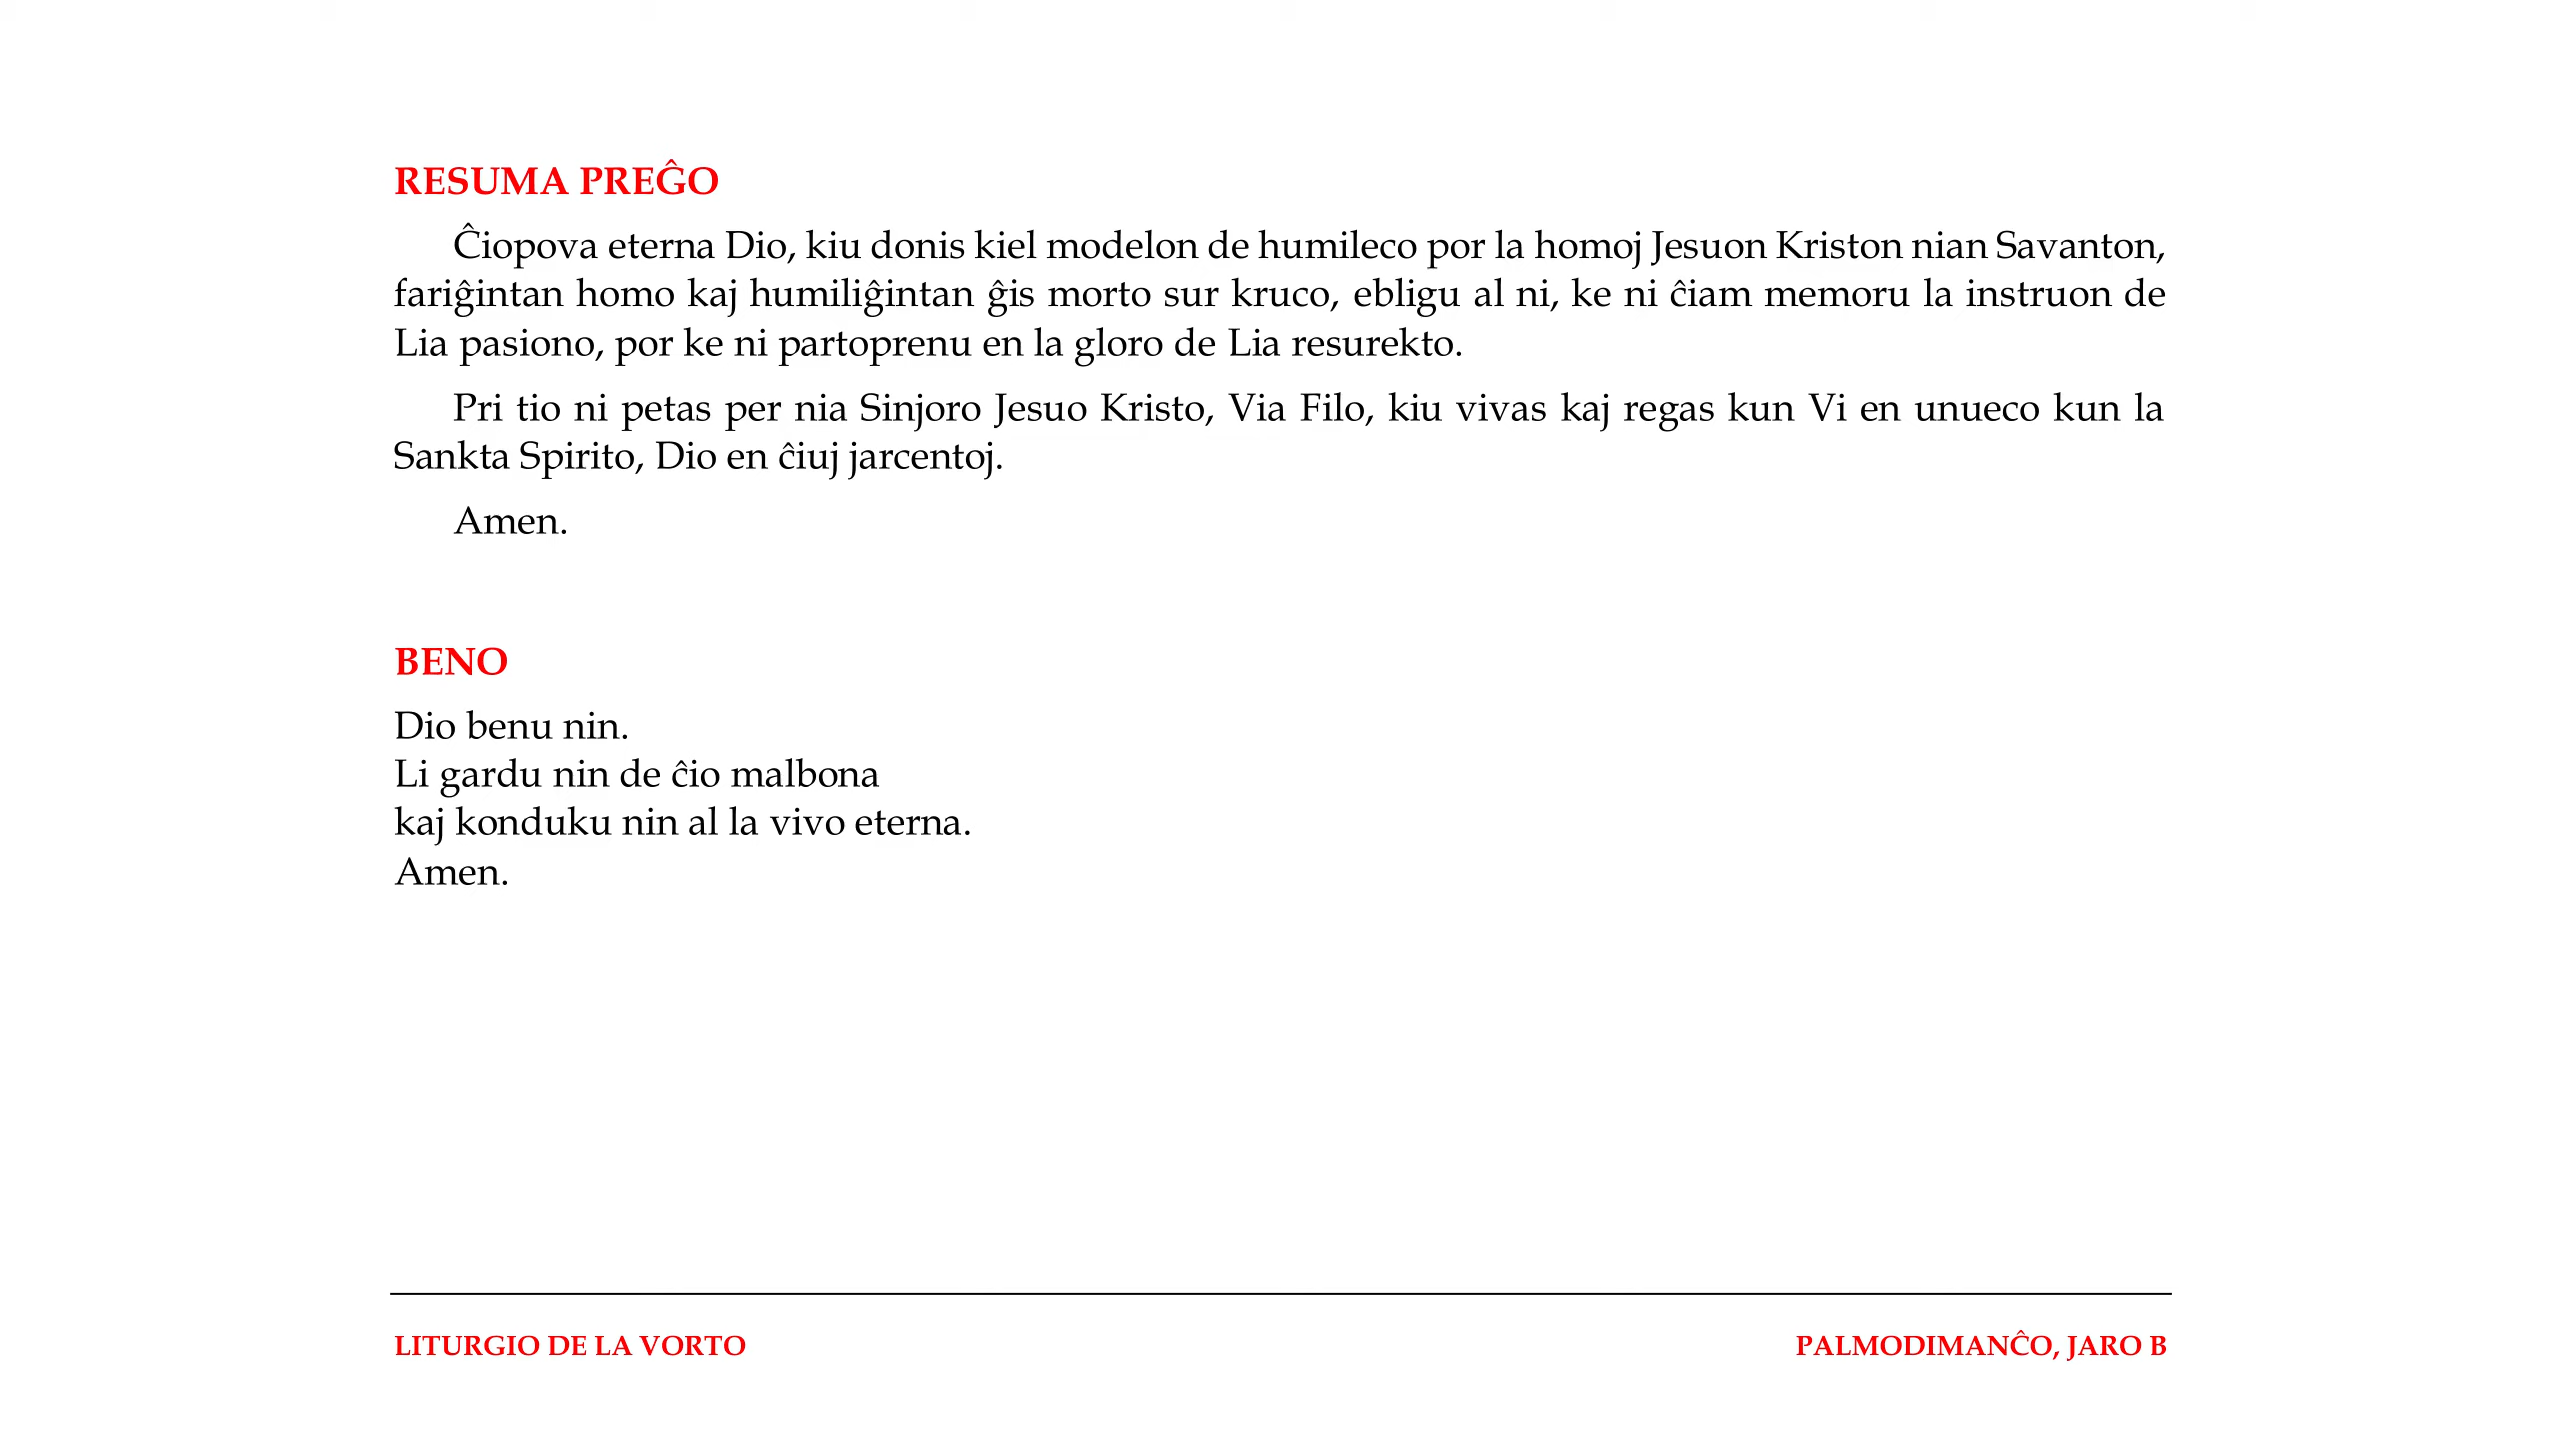 RESUMA PREĜO
Ĉiopova eterna Dio, kiu donis kiel modelon de humileco por la homoj Jesuon Kriston nian Savanton,
fariĝintan homo kaj humiliĝintan ĝis morto sur kruco, ebligu al ni, ke ni ĉiam memoru la instruon de
Lia pasiono, por ke ni partoprenu en la gloro de Lia resurekto.
Pri tio ni petas per nia Sinjoro Jesuo Kristo, Via Filo, kiu vivas kaj regas kun Vi en unueco kun la
Sankta Spirito, Dio en ĉiuj jarcentoj.
Amen.
BENO
Dio benu nin.
Li gardu nin de ĉio malbona
kaj konduku nin al la vivo eterna.
Amen.
LITURGIO DE LA VORTO PALMODIMANĈO, JARO B